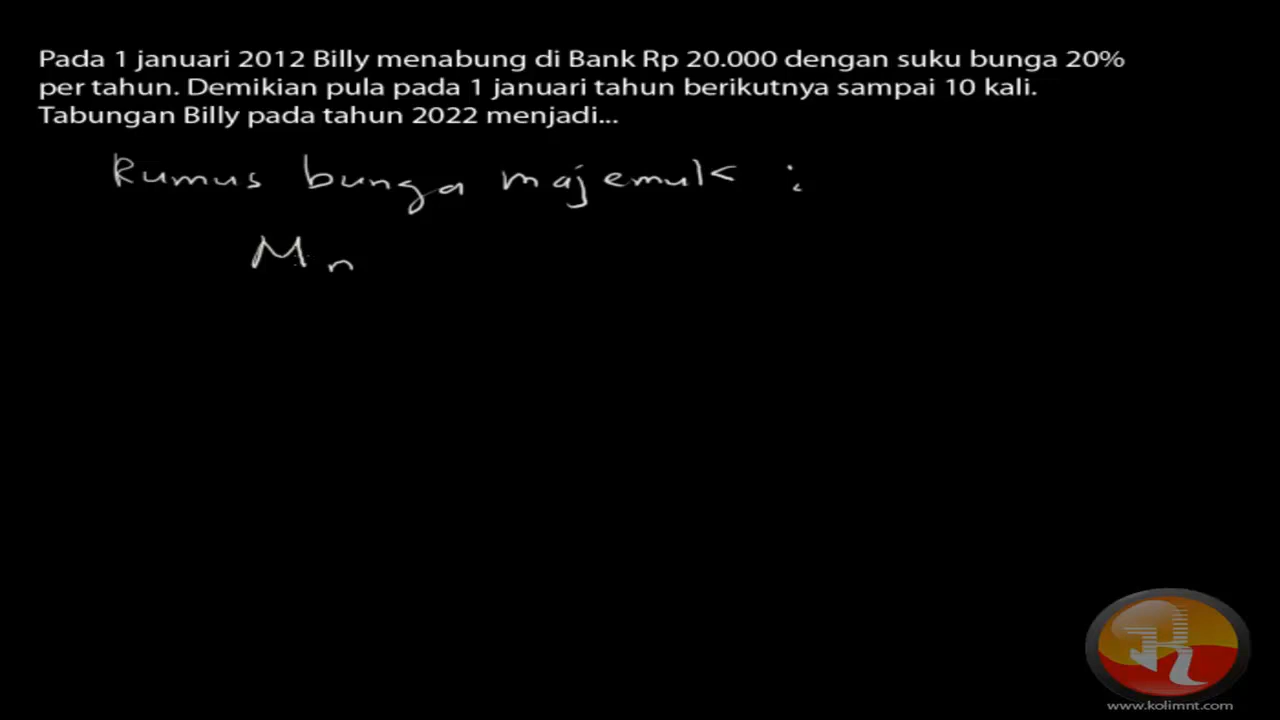 Pada 1 januari 2012 Billy menabung di Bank Rp 20.000 dengan suku bunga 20%
per tahun. Demikian pula pada 1 januari tahun berikutnya sampai 10 kali.
Tabungan Billy pada tahun 2022 menjadi...
Rumus bunga majemuk :
Mn
www.kolimnt.com